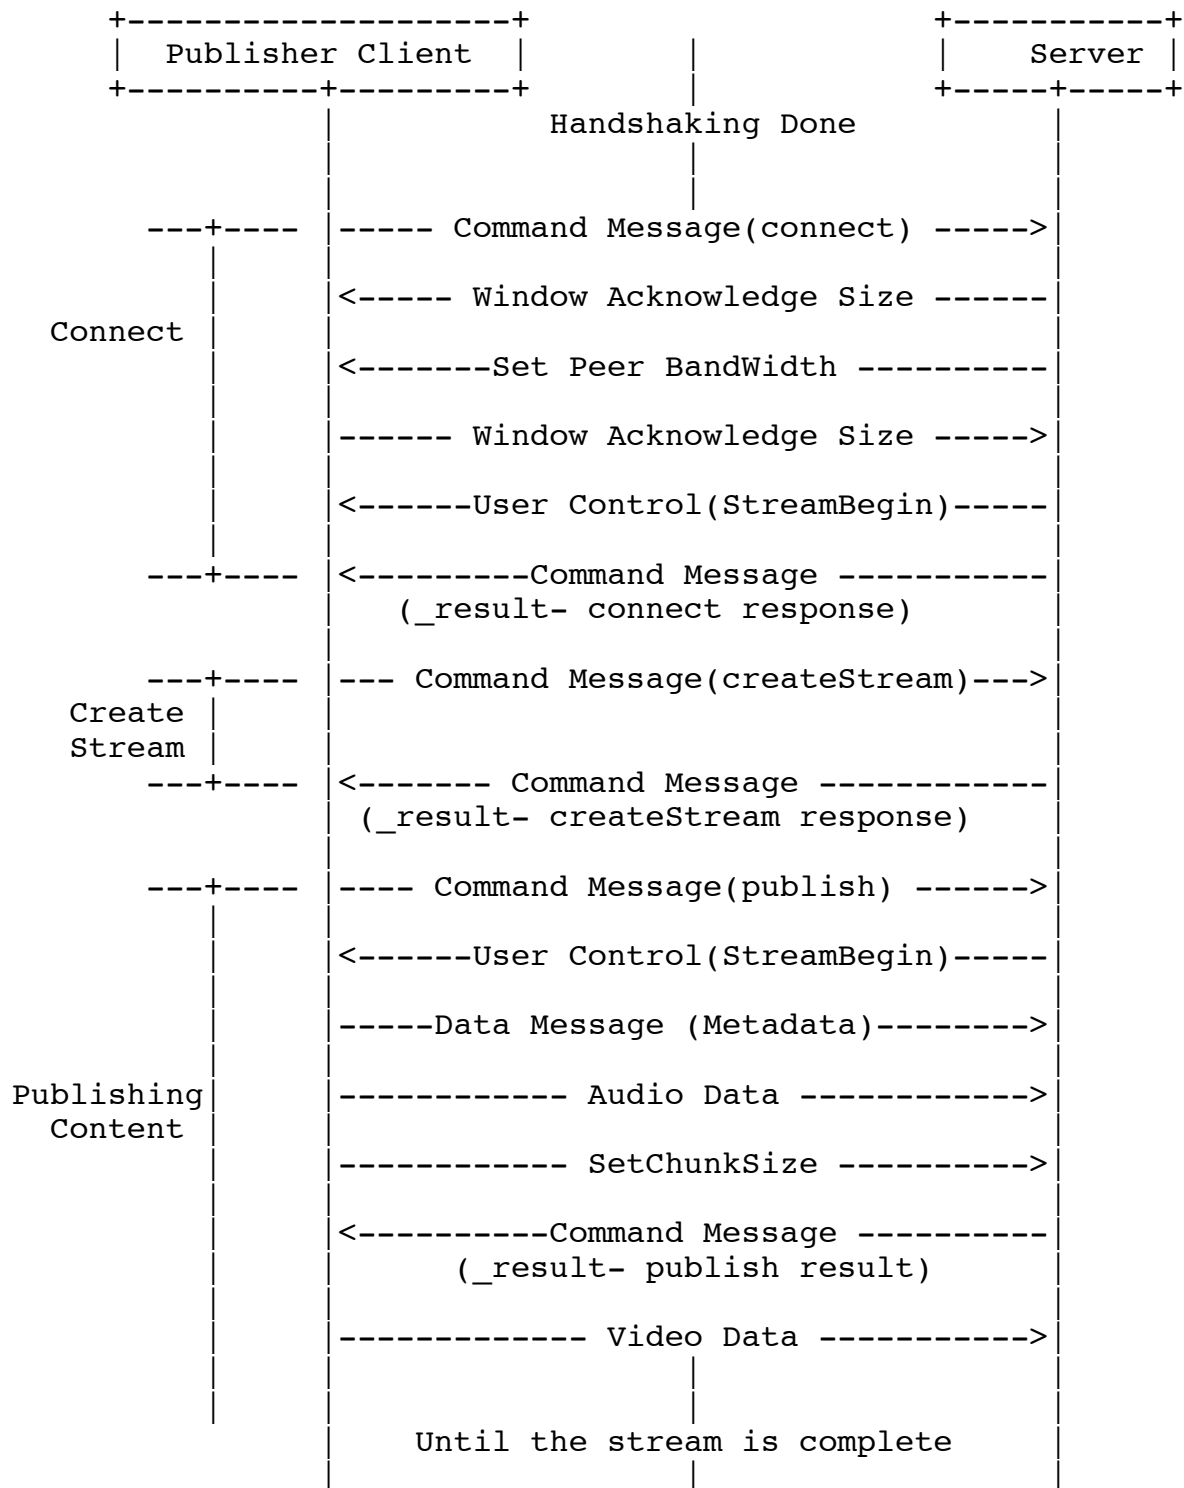 Publisher Client Server
Handshaking Done
Command Message(connect)
Window Acknowledge Size
Connect
Set Peer BandWidth
Window Acknowledge Size
User Control(StreamBegin)
Command Message
(_result- connect response)
Command Message(createStream)
Create
Stream
Command Message
(_result- createStream response)
Command Message(publish)
User Control(StreamBegin)
Data Message (Metadata)
Publishing Audio Data
Content
SetChunkSize
Command Message
(_result- publish result)
Video Data
Until the stream is complete